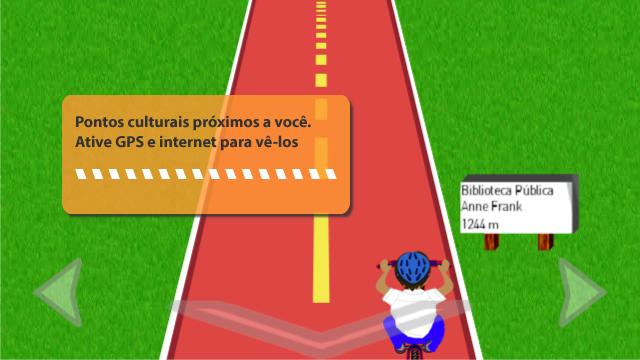 Pontos culturais próximos a você.
Ative GPS e internet para vê-los
Biblioteca Pública
Anne Frank
1244 m